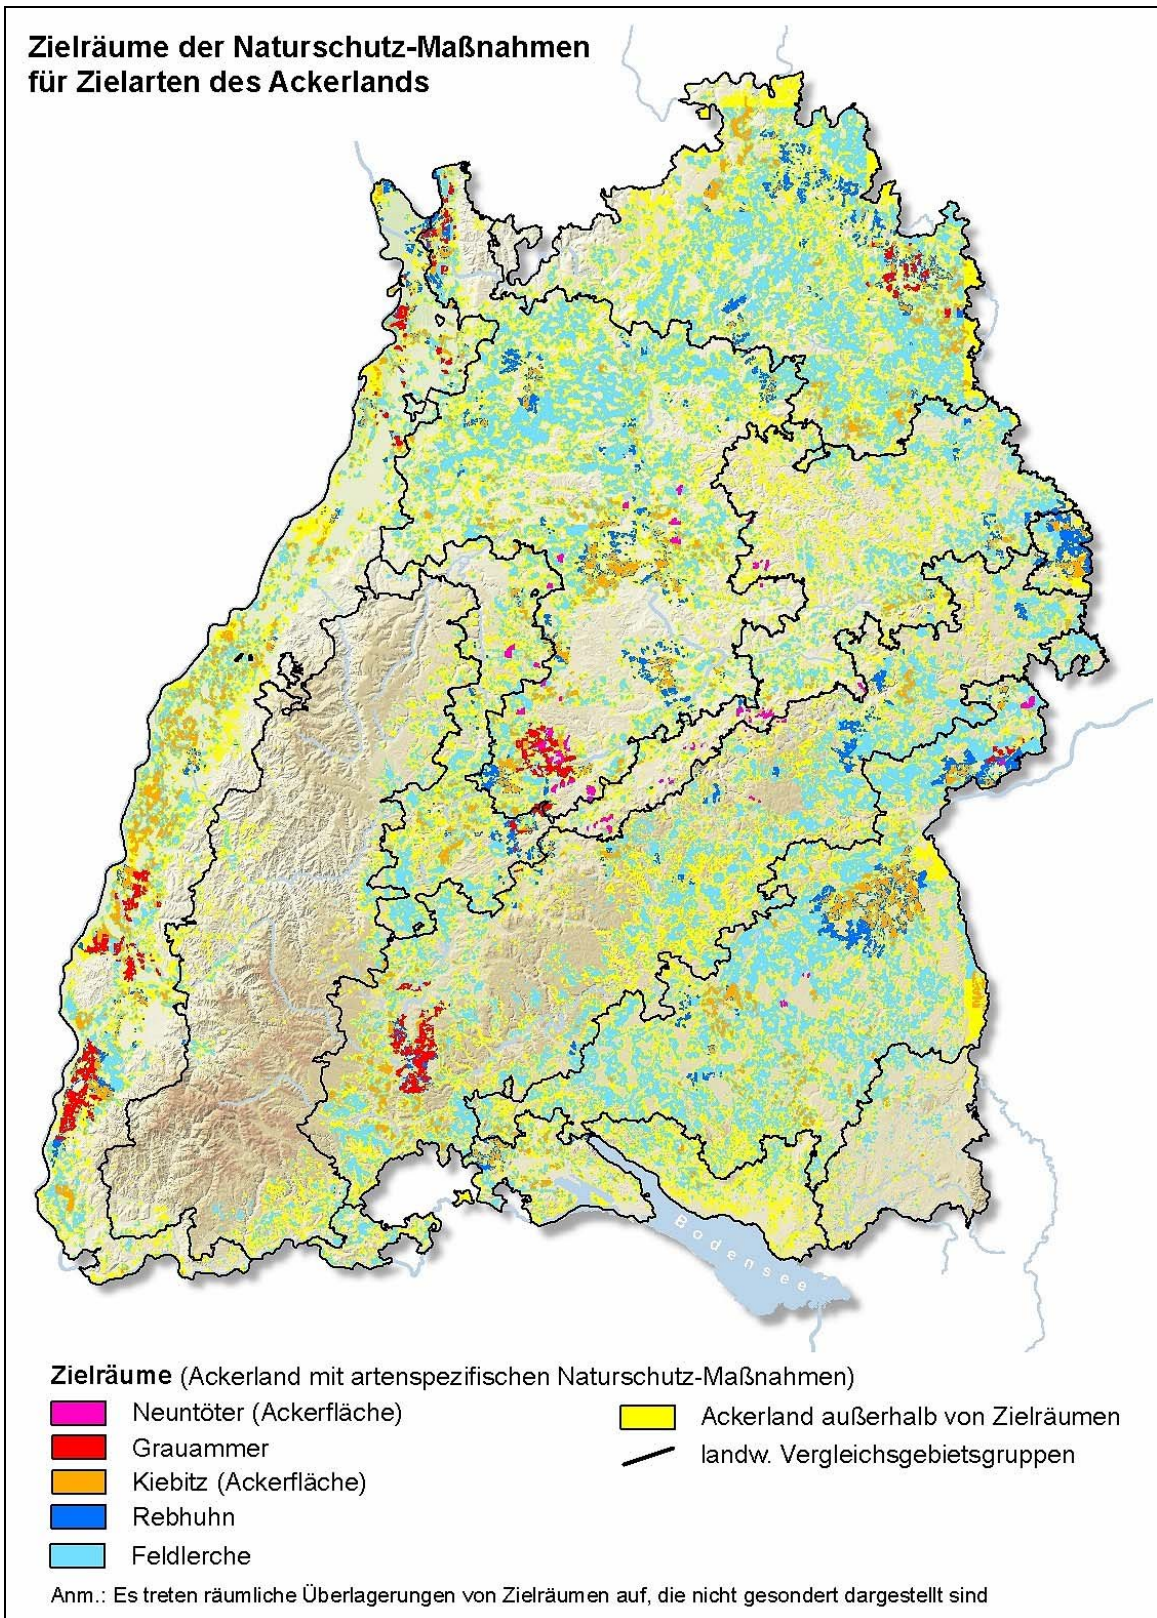 Zielräume der Naturschutz-Maßnahmen
für Zielarten des Ackerlands
Bodensee
Zielräume (Ackerland mit artenspezifischen Naturschutz-Maßnahmen)
Neuntöter (Ackerfläche)
Grauammer
Kiebitz (Ackerfläche)
Rebhuhn
Feldlerche
Ackerland außerhalb von Zielräumen
landw. Vergleichsgebietsgruppen
Anm.: Es treten räumliche Überlagerungen von Zielräumen auf, die nicht gesondert dargestellt sind